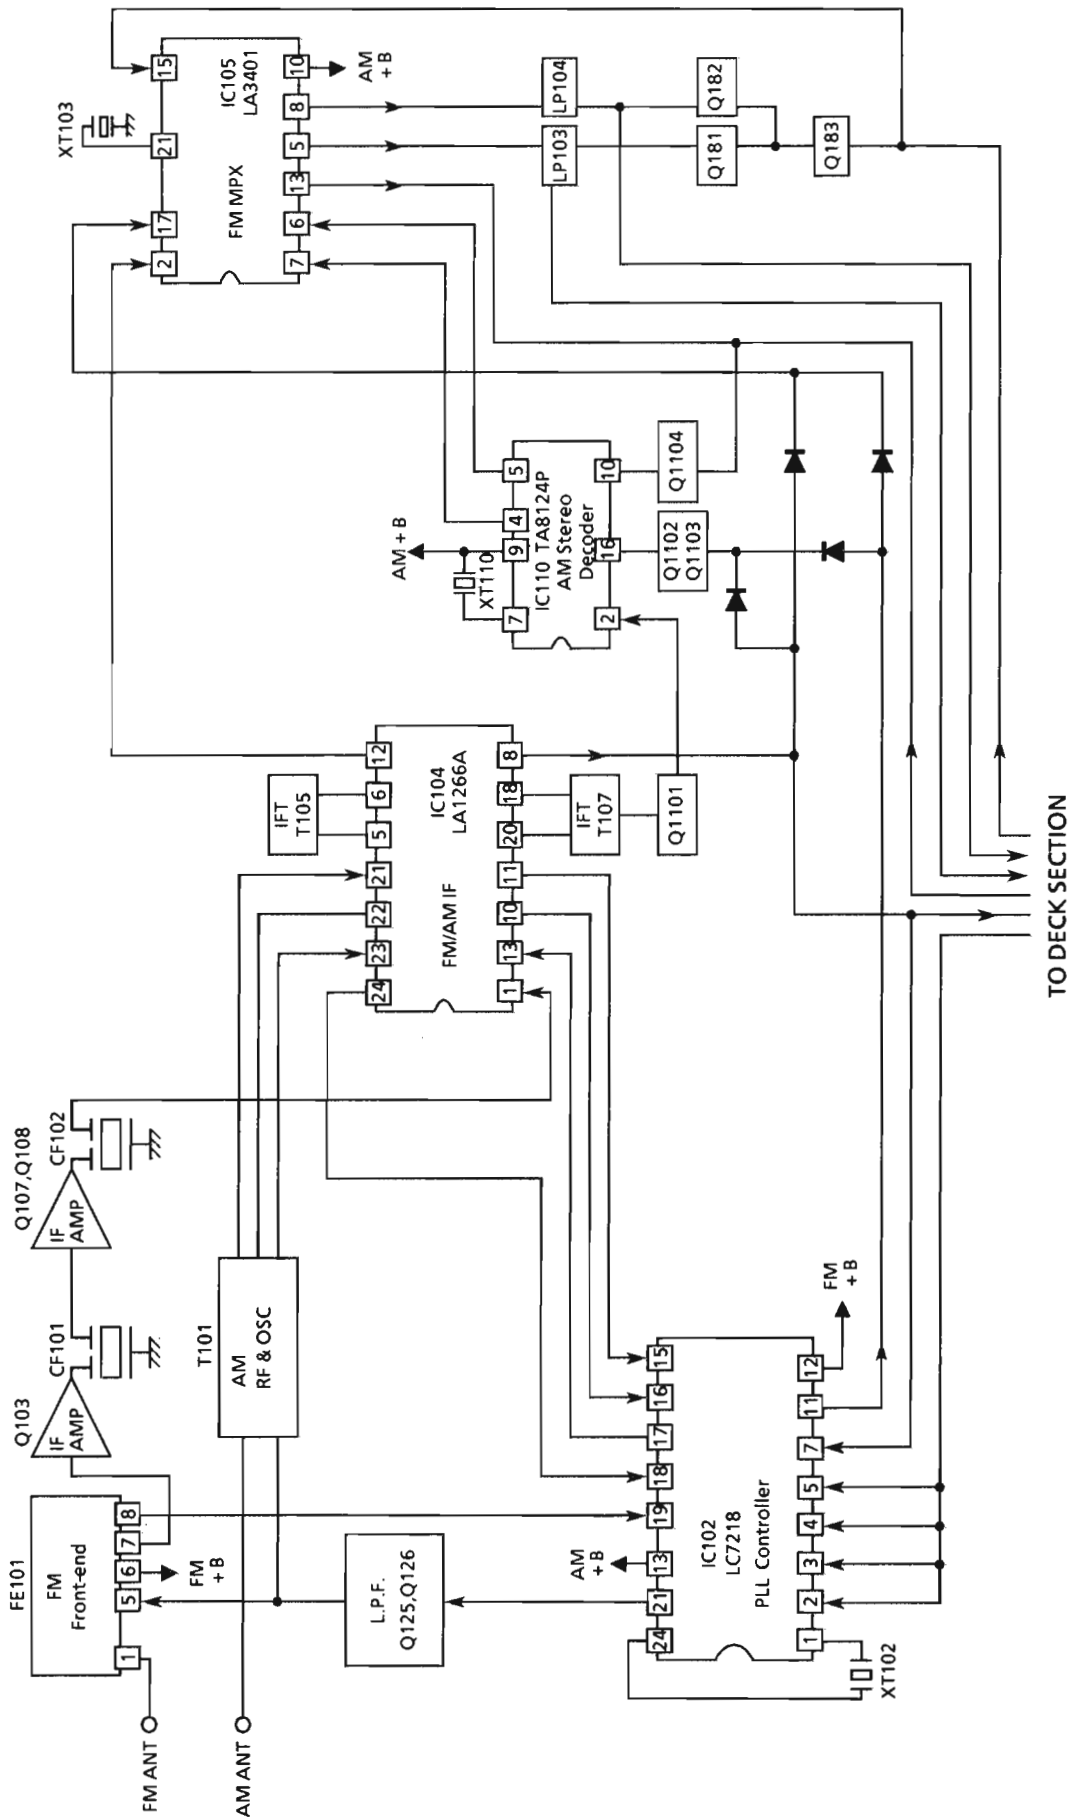 FM ANT
AM ANT
FE101
FM
Front-end
1
5
6
7
8
FM
+ B
Q103
IF
AMP
CF101
Q107,Q108
IF
AMP
CF102
T101
AM
RF & OSC
L.P.F.
Q125,Q126
24
21
13
19
18
17
16
15
AM
+ B
IC102
LC7218
PLL Controller
1
2
3
4
5
7
11
12
XT102
FM
+ B
24
23
22
21
5
6
12
IFT
T105
FM/AM IF
IC104
LA1266A
1
13
10
11
20
18
8
IFT
T107
Q1101
AM + B
XT110
7
9
4
5
IC110 TA8124P
AM Stereo
Decoder
2
16
10
Q1102
Q1103
Q1104
XT103
2
17
21
15
FM MPX
IC105
LA3401
7
6
13
5
8
10
AM
+ B
LP103
LP104
Q181
Q182
Q183
TO DECK SECTION